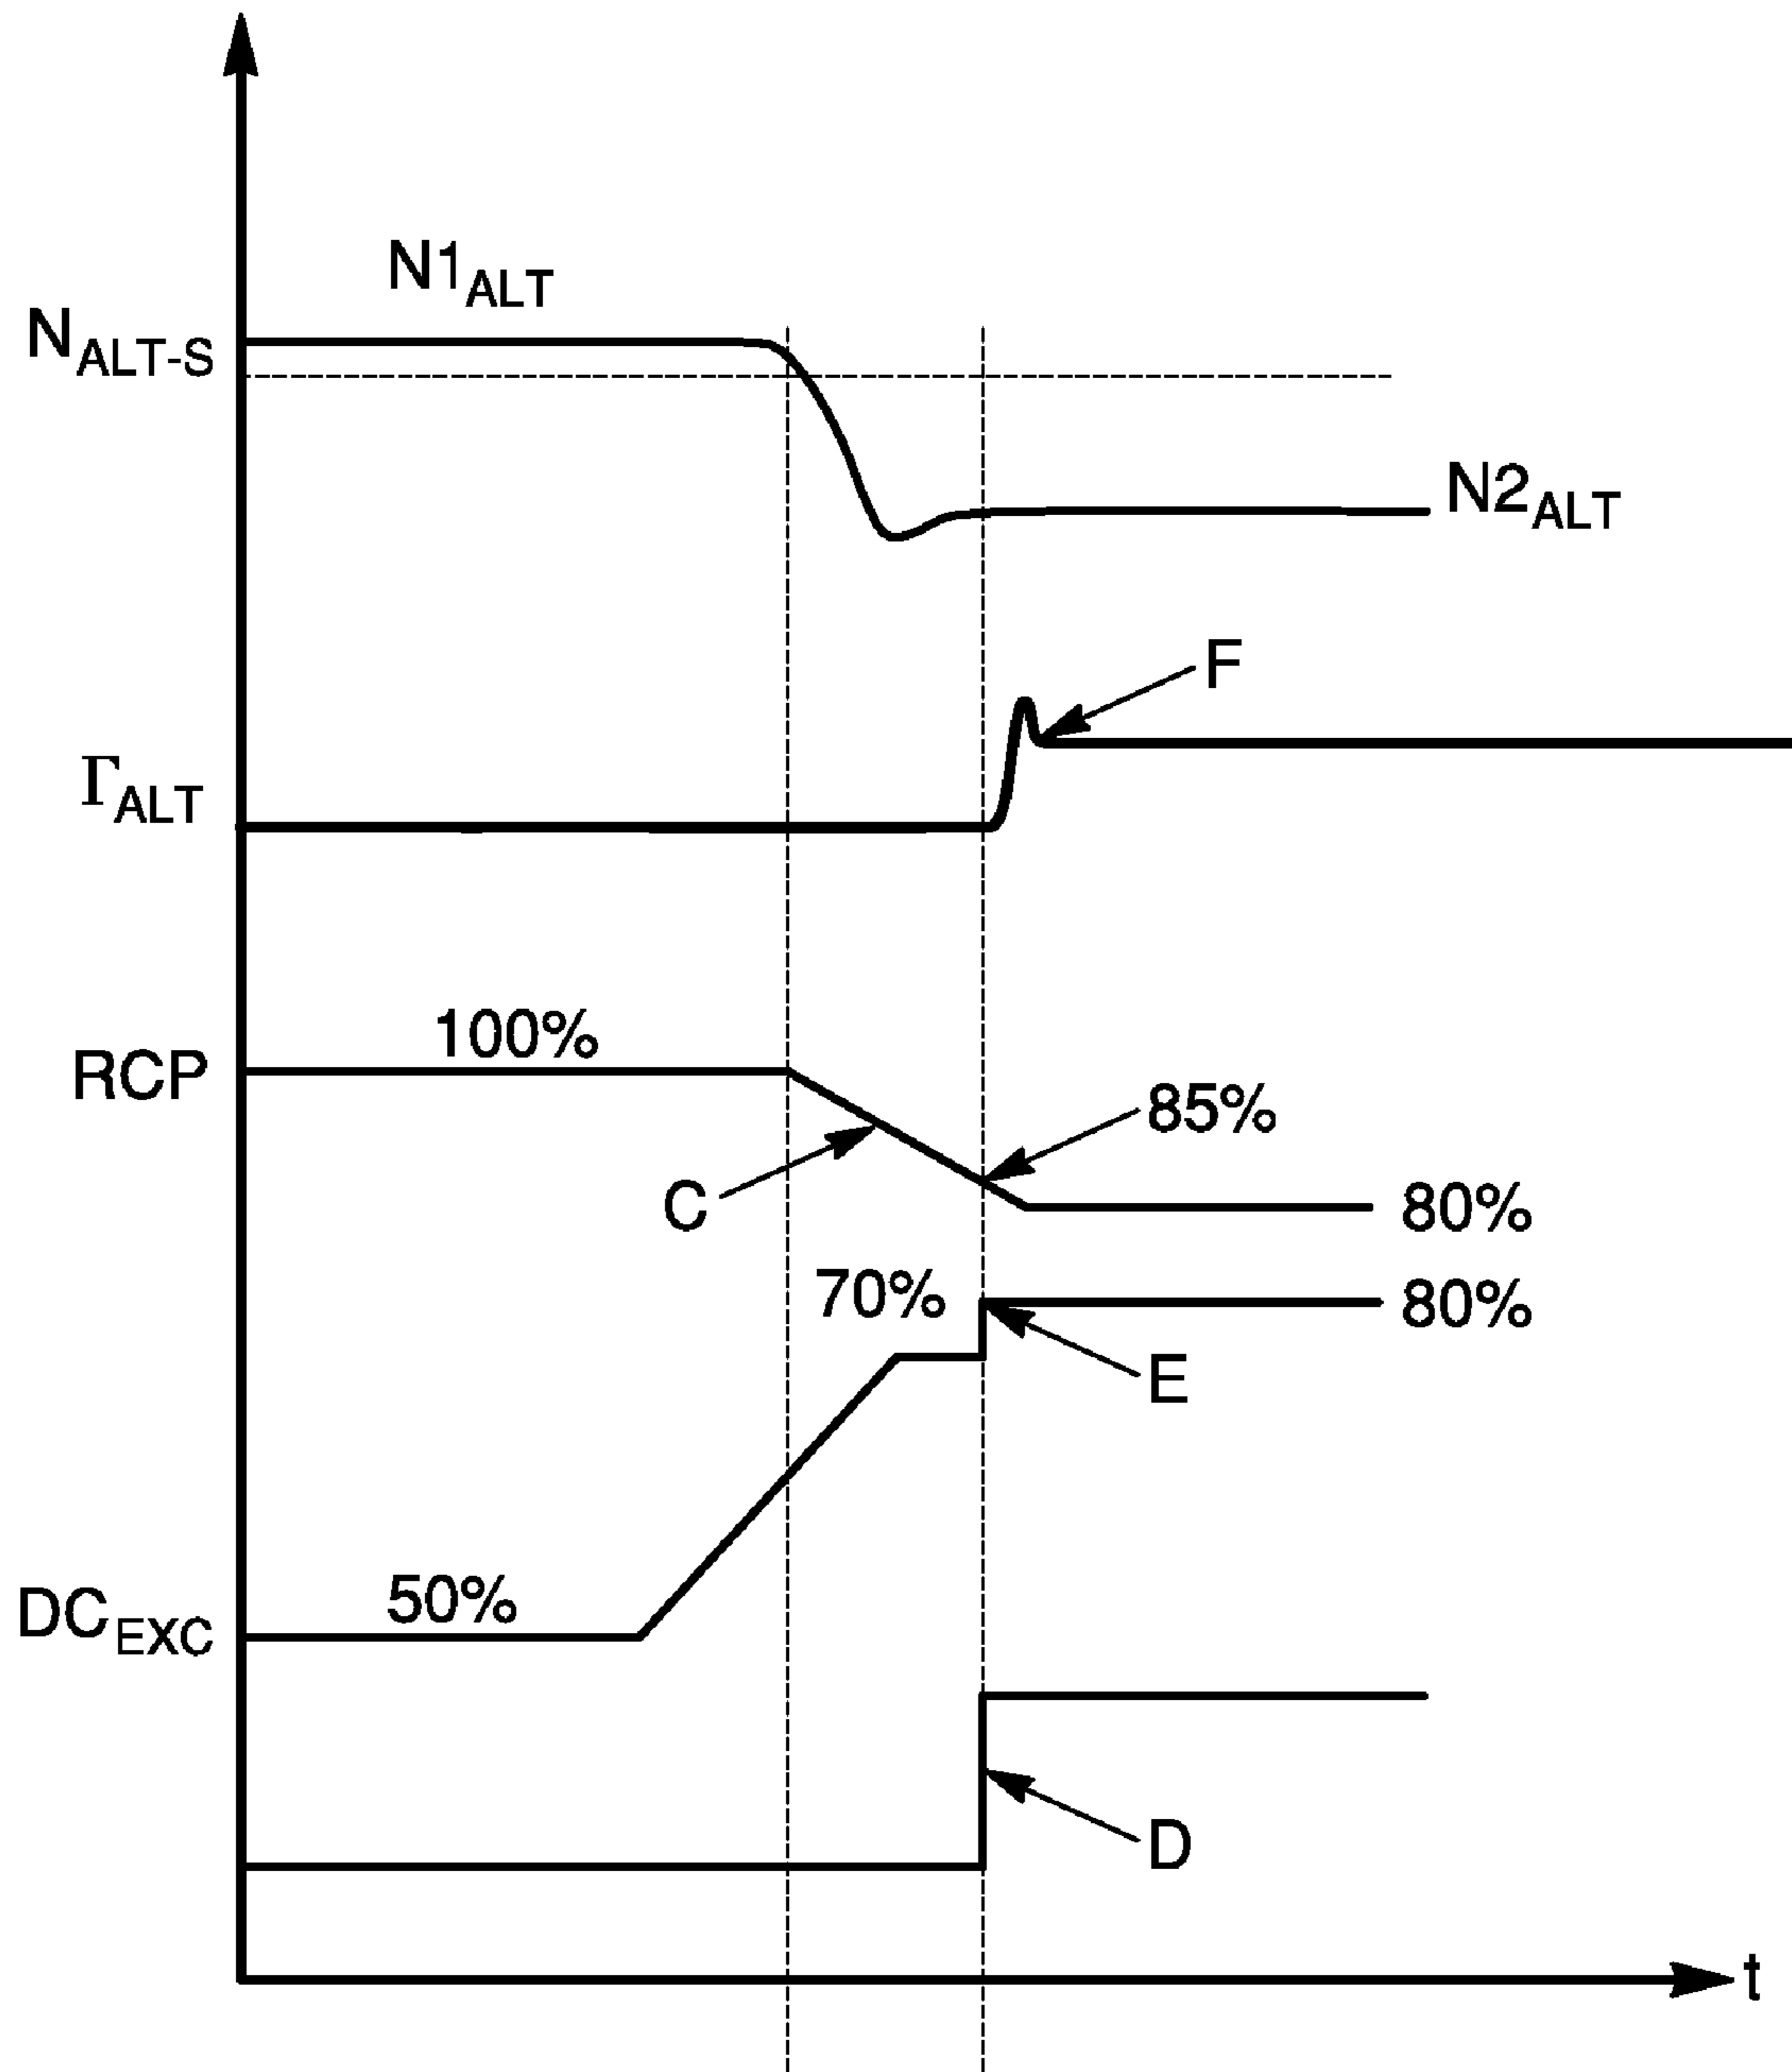 N1ALT
NALT-S
N2ALT
F
ΓALT
100%
RCP
85%
C
80%
70%
80%
E
50%
DCEXC
D
t